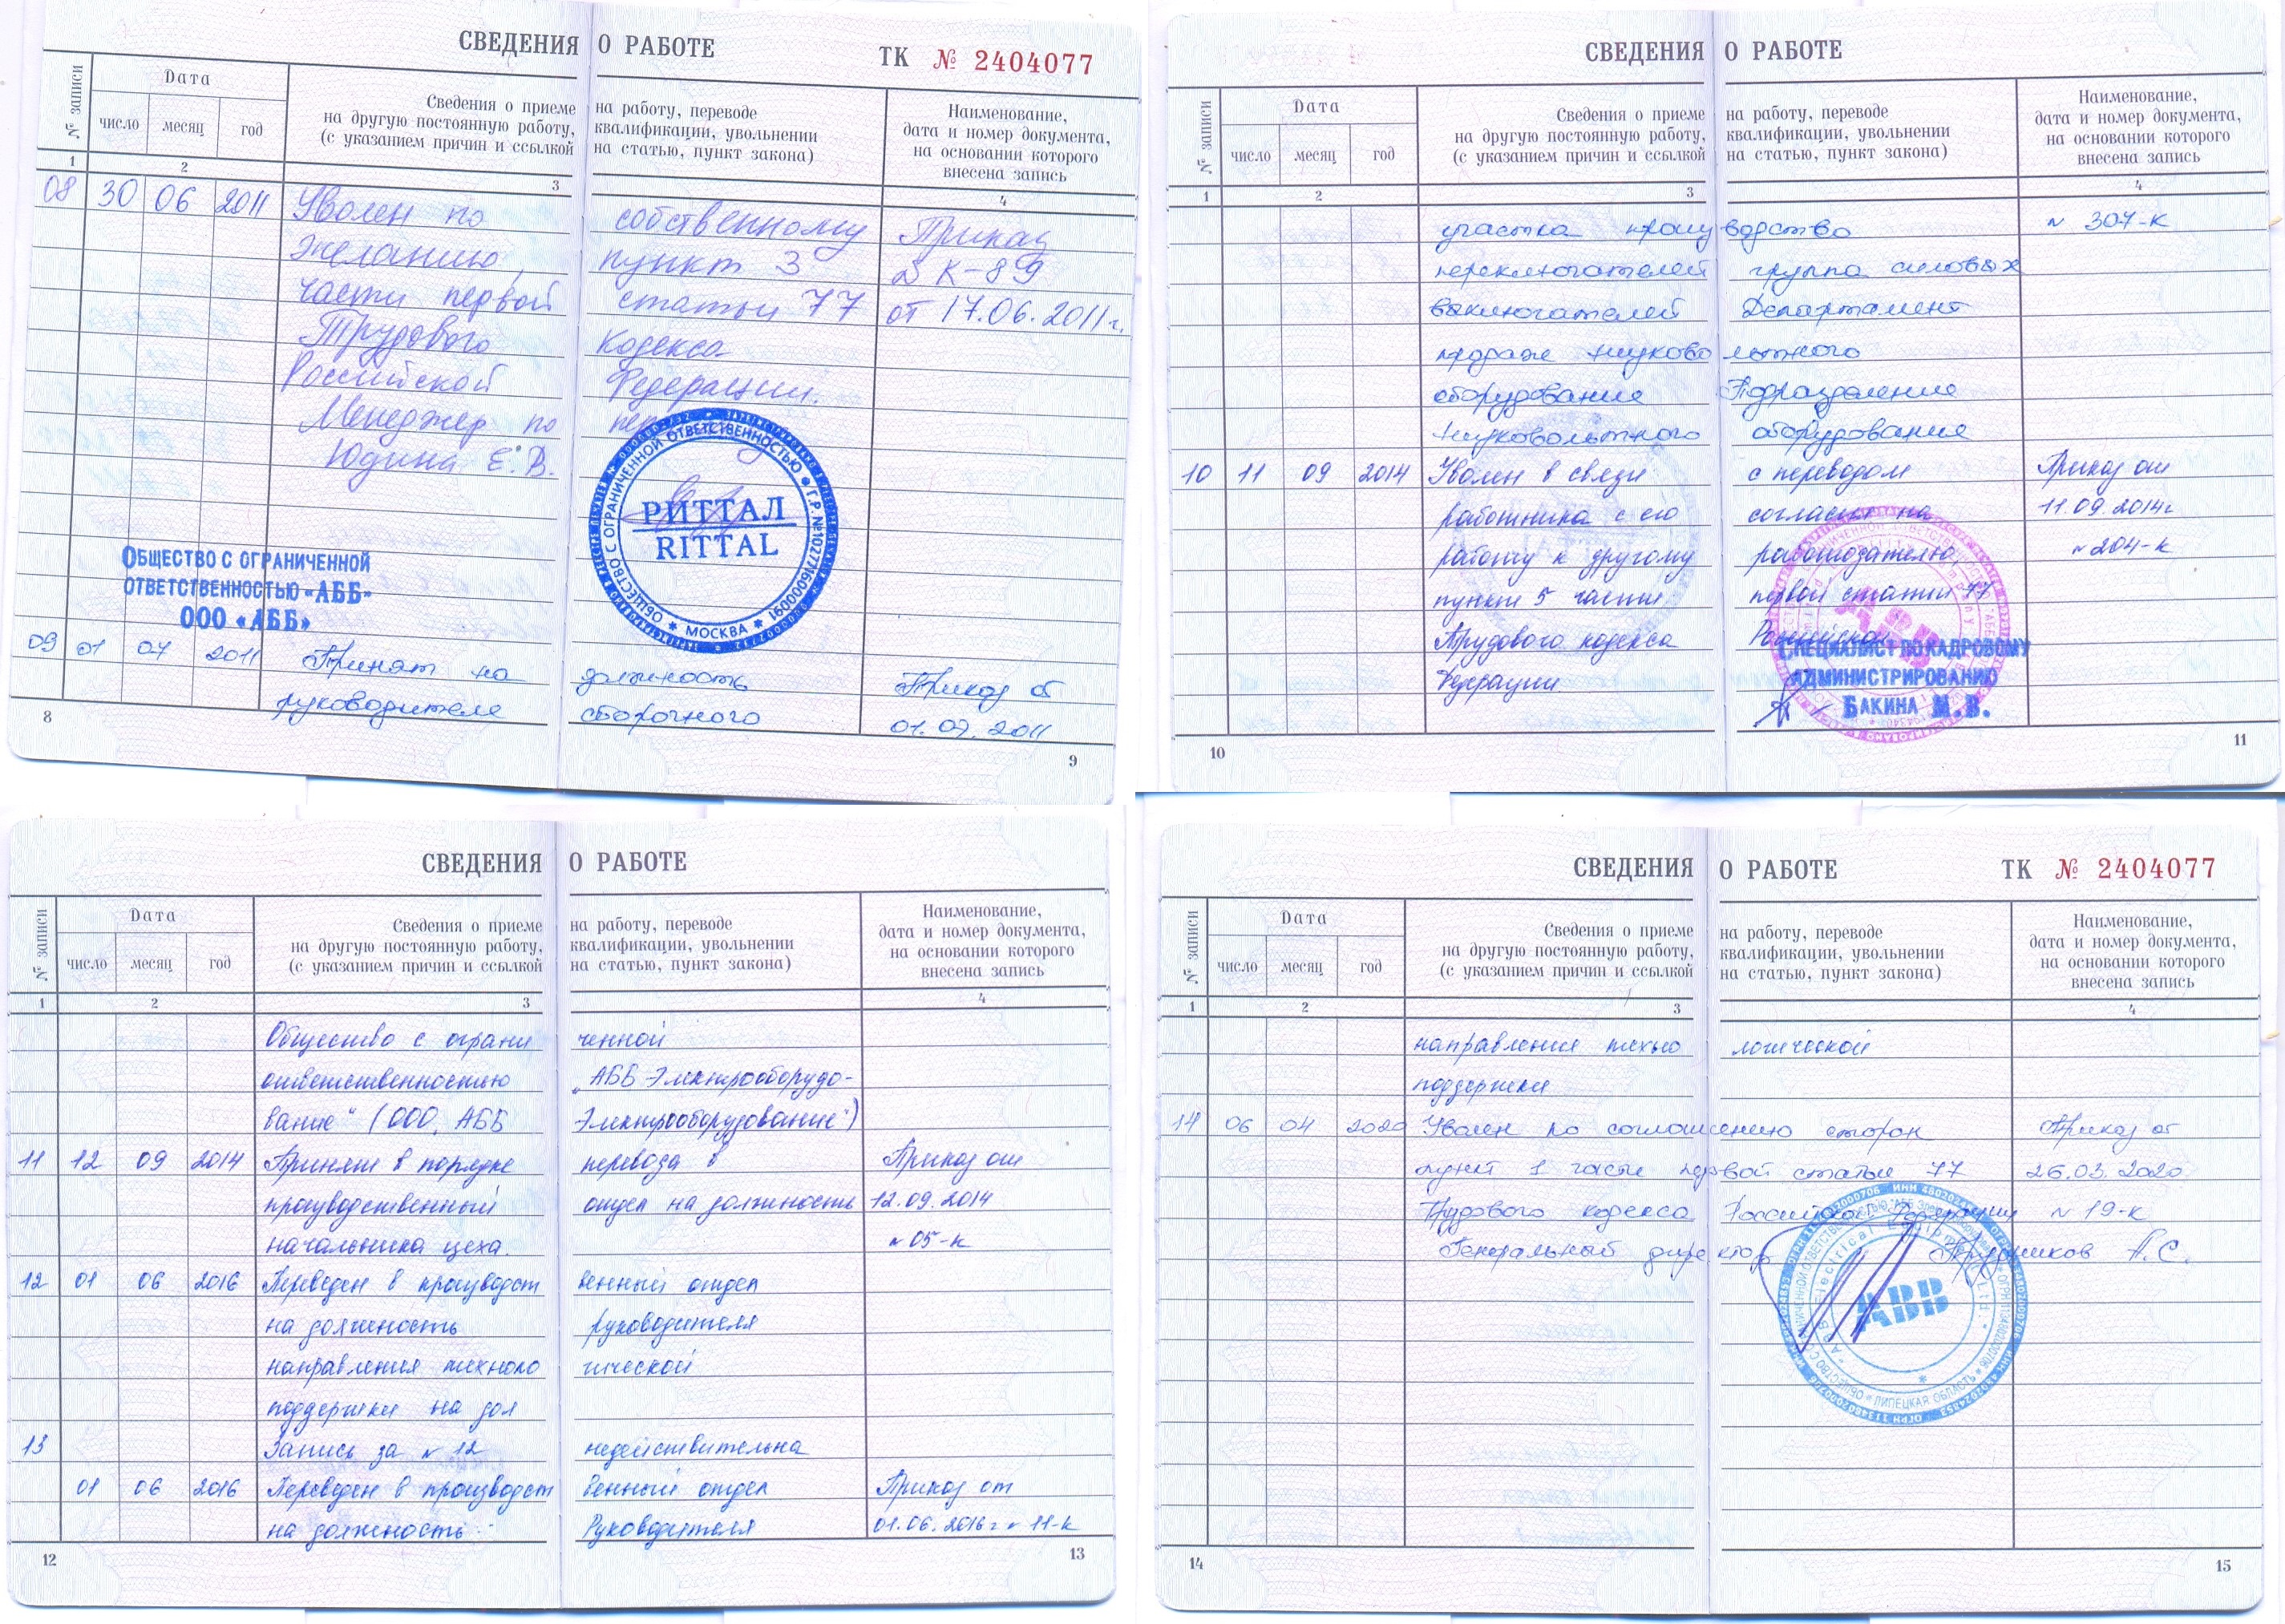 СВЕДЕНИЯ О РАБОТЕ ТК № 2404077
№ записи
Дата
число месяц год
Сведения о приеме на работу, переводе
на другую постоянную работу, квалификации, увольнении
(с указанием причин и ссылкой на статью, пункт закона)
Наименование,
дата и номер документа,
на основании которого
внесена запись
1 2 3 4
08 30 06 2011 Уволен по собственному Приказ
желанию, пункт 3 № К-89
части первой статьи 77 от 17.06.2011г.
Трудового Кодекса
Российской Федерации.
Менеджер по пер
Юдина Е.В.
ОБЩЕСТВО С ОГРАНИЧЕННОЙ ОТВЕТСТВЕННОСТЬЮ Г.Р. №1027716000091
РИТТАЛ
RITTAL
МОСКВА
ОБЩЕСТВО С ОГРАНИЧЕННОЙ
ОТВЕТСТВЕННОСТЬЮ «АББ»
ООО «АББ»
09 01 07 2011 Принят на должность Приказ от
руководителя сборочного 01.07.2011
8 9
СВЕДЕНИЯ О РАБОТЕ
№ записи
Дата
число месяц год
Сведения о приеме на работу, переводе
на другую постоянную работу, квалификации, увольнении
(с указанием причин и ссылкой на статью, пункт закона)
Наименование,
дата и номер документа,
на основании которого
внесена запись
1 2 3 4
участка производство № 307-к
переключателей группа силовых
выключателей Департамент
продаж низковольтного
оборудование Подразделение
низковольтного оборудование
10 11 09 2014 Уволен в связи с переводом Приказ от
работника с его согласия на 11.09.2014г
работу к другому работодателю, № 204-к
пункт 5 части первой статьи 77
Трудового кодекса Российской
Федерации
ABB
СПЕЦИАЛИСТ ПО КАДРОВОМУ
АДМИНИСТРИРОВАНИЮ
БАКИНА М.В.
10 11
СВЕДЕНИЯ О РАБОТЕ
№ записи
Дата
число месяц год
Сведения о приеме на работу, переводе
на другую постоянную работу, квалификации, увольнении
(с указанием причин и ссылкой на статью, пункт закона)
Наименование,
дата и номер документа,
на основании которого
внесена запись
1 2 3 4
Общество с ограниченной
ответственностью „АББ Электрооборудо-
вание" (ООО „АББ Электрооборудование")
11 12 09 2014 Принят в порядке перевода в Приказ от
производственный отдел на должность 12.09.2014
начальника цеха. № 05-к
12 01 06 2016 Переведен в производственный отдел
на должность руководителя
направления технологической
поддержки на дол
13 Запись за № 12 недействительна
01 06 2016 Переведен в производственный отдел Приказ от
на должность Руководителя 01.06.2016г № 11-к
12 13
СВЕДЕНИЯ О РАБОТЕ ТК № 2404077
№ записи
Дата
число месяц год
Сведения о приеме на работу, переводе
на другую постоянную работу, квалификации, увольнении
(с указанием причин и ссылкой на статью, пункт закона)
Наименование,
дата и номер документа,
на основании которого
внесена запись
1 2 3 4
направления технологической
поддержки
14 06 04 2020 Уволен по соглашению сторон Приказ от
пункт 1 части первой статьи 77 26.03.2020
Трудового кодекса Российской Федерации № 19-к
Генеральный директор А.С.
ABB
ЛИПЕЦКАЯ ОБЛАСТЬ
14 15